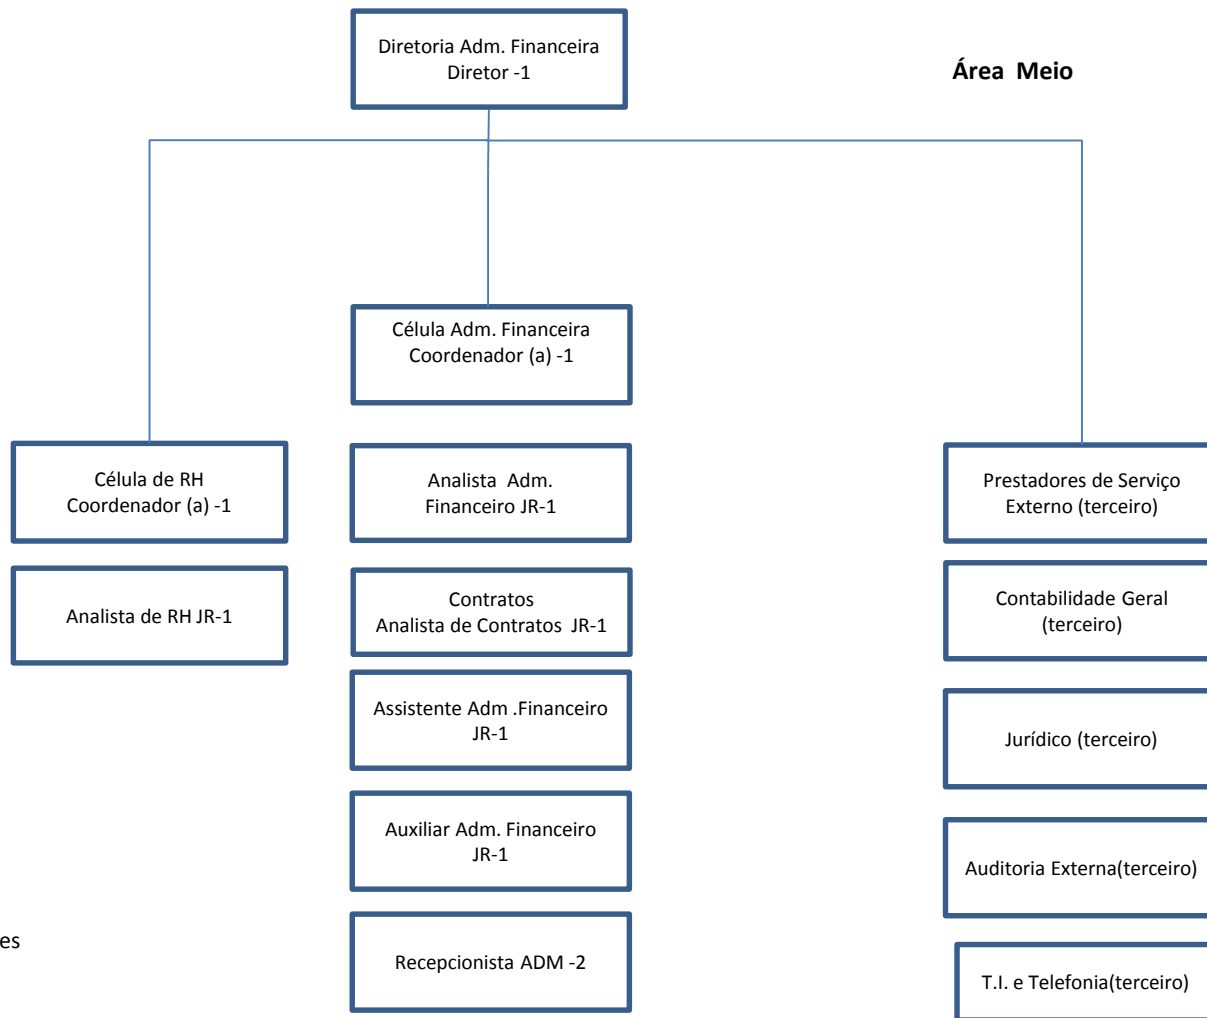 Diretoria Adm. Financeira
Diretor -1
Área Meio
Célula Adm. Financeira
Coordenador (a) -1
Célula de RH
Coordenador (a) -1
Analista de RH JR-1
Analista Adm.
Financeiro JR-1
Contratos
Analista de Contratos JR-1
Assistente Adm .Financeiro
JR-1
Auxiliar Adm. Financeiro
JR-1
Recepcionista ADM -2
Prestadores de Serviço
Externo (terceiro)
Contabilidade Geral
(terceiro)
Jurídico (terceiro)
Auditoria Externa(terceiro)
T.I. e Telefonia(terceiro)
es